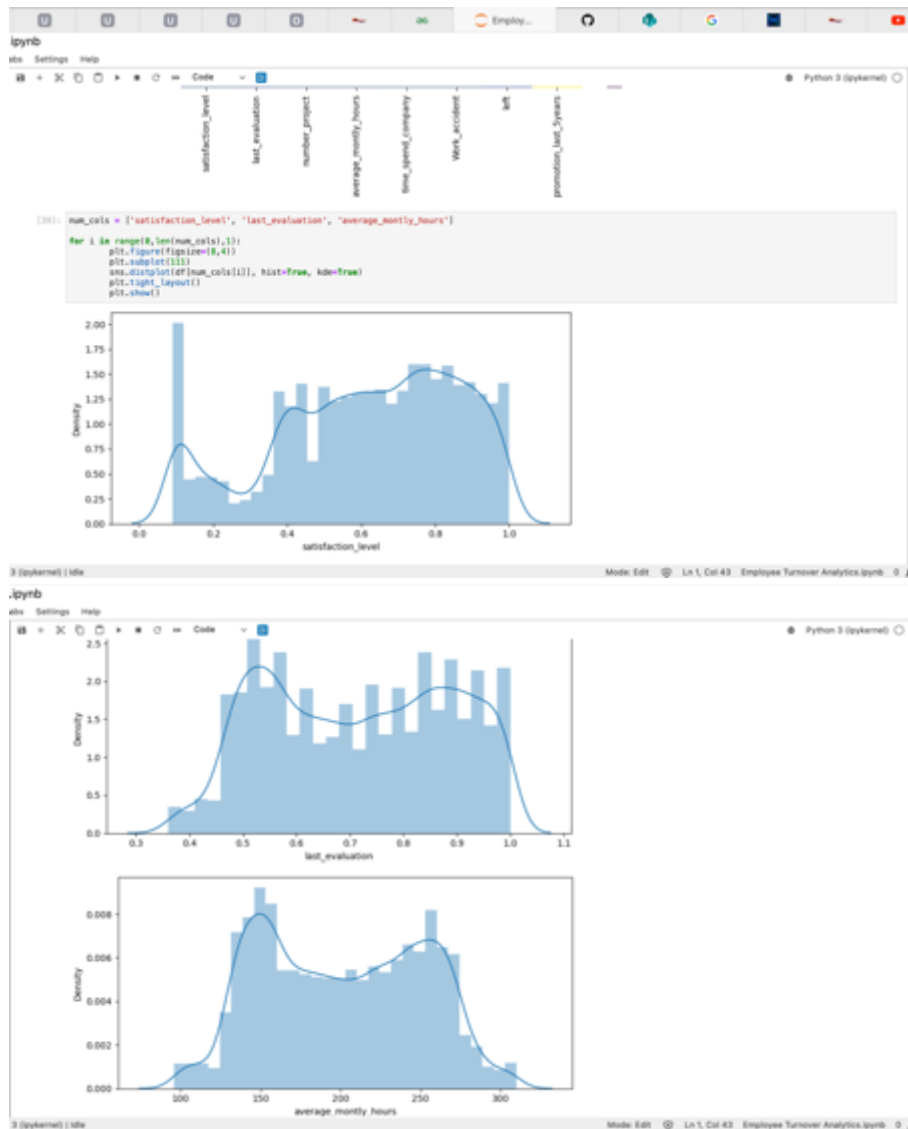 U U U U O Employ... G
ipynb
abs Settings Help
Code Python 3 (ipykernel)
satisfaction_level last_evaluation number_project average_montly_hours time_spend_company Work_accident left promotion_last_5years
[39]: num_cols = ['satisfaction_level', 'last_evaluation', 'average_montly_hours']
for i in range(0,len(num_cols),1):
plt.figure(figsize=(8,4))
plt.subplot(111)
sns.distplot(df[num_cols[i]], hist=True, kde=True)
plt.tight_layout()
plt.show()
2.00
1.75
1.50
1.25
1.00
0.75
0.50
0.25
0.00
Density
0.0 0.2 0.4 0.6 0.8 1.0
satisfaction_level
3 (ipykernel) | Idle Mode: Edit Ln 1, Col 43 Employee Turnover Analytics.ipynb 0
.ipynb
abs Settings Help
Code Python 3 (ipykernel)
2.5
2.0
1.5
1.0
0.5
0.0
Density
0.3 0.4 0.5 0.6 0.7 0.8 0.9 1.0 1.1
last_evaluation
0.008
0.006
0.004
0.002
0.000
Density
100 150 200 250 300
average_montly_hours
3 (ipykernel) | Idle Mode: Edit Ln 1, Col 43 Employee Turnover Analytics.ipynb 0